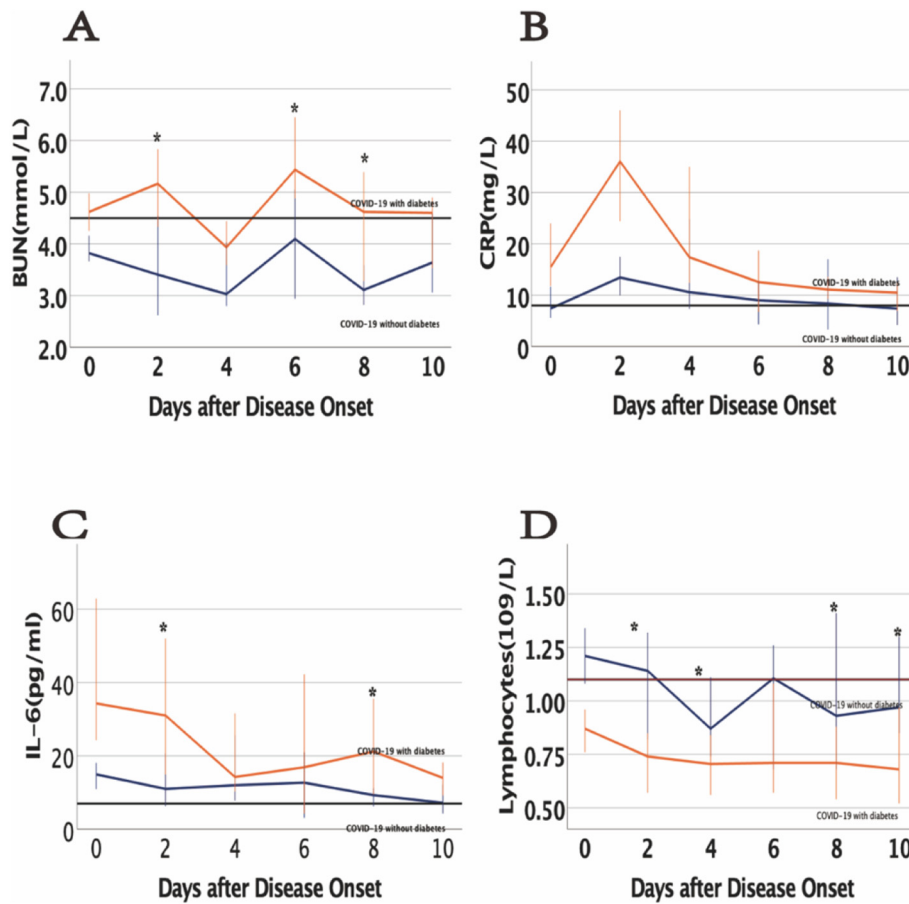 A
BUN(mmol/L)
7.0
6.0
5.0
4.0
3.0
2.0
*
*
*
COVID-19 with diabetes
COVID-19 without diabetes
0 2 4 6 8 10
Days after Disease Onset
B
CRP(mg/L)
50
40
30
20
10
0
COVID-19 with diabetes
COVID-19 without diabetes
0 2 4 6 8 10
Days after Disease Onset
C
IL-6(pg/ml)
60
40
20
0
*
*
COVID-19 with diabetes
COVID-19 without diabetes
0 2 4 6 8 10
Days after Disease Onset
D
Lymphocytes(109/L)
1.50
1.25
1.00
0.75
0.50
*
*
*
*
COVID-19 without diabetes
COVID-19 with diabetes
0 2 4 6 8 10
Days after Disease Onset